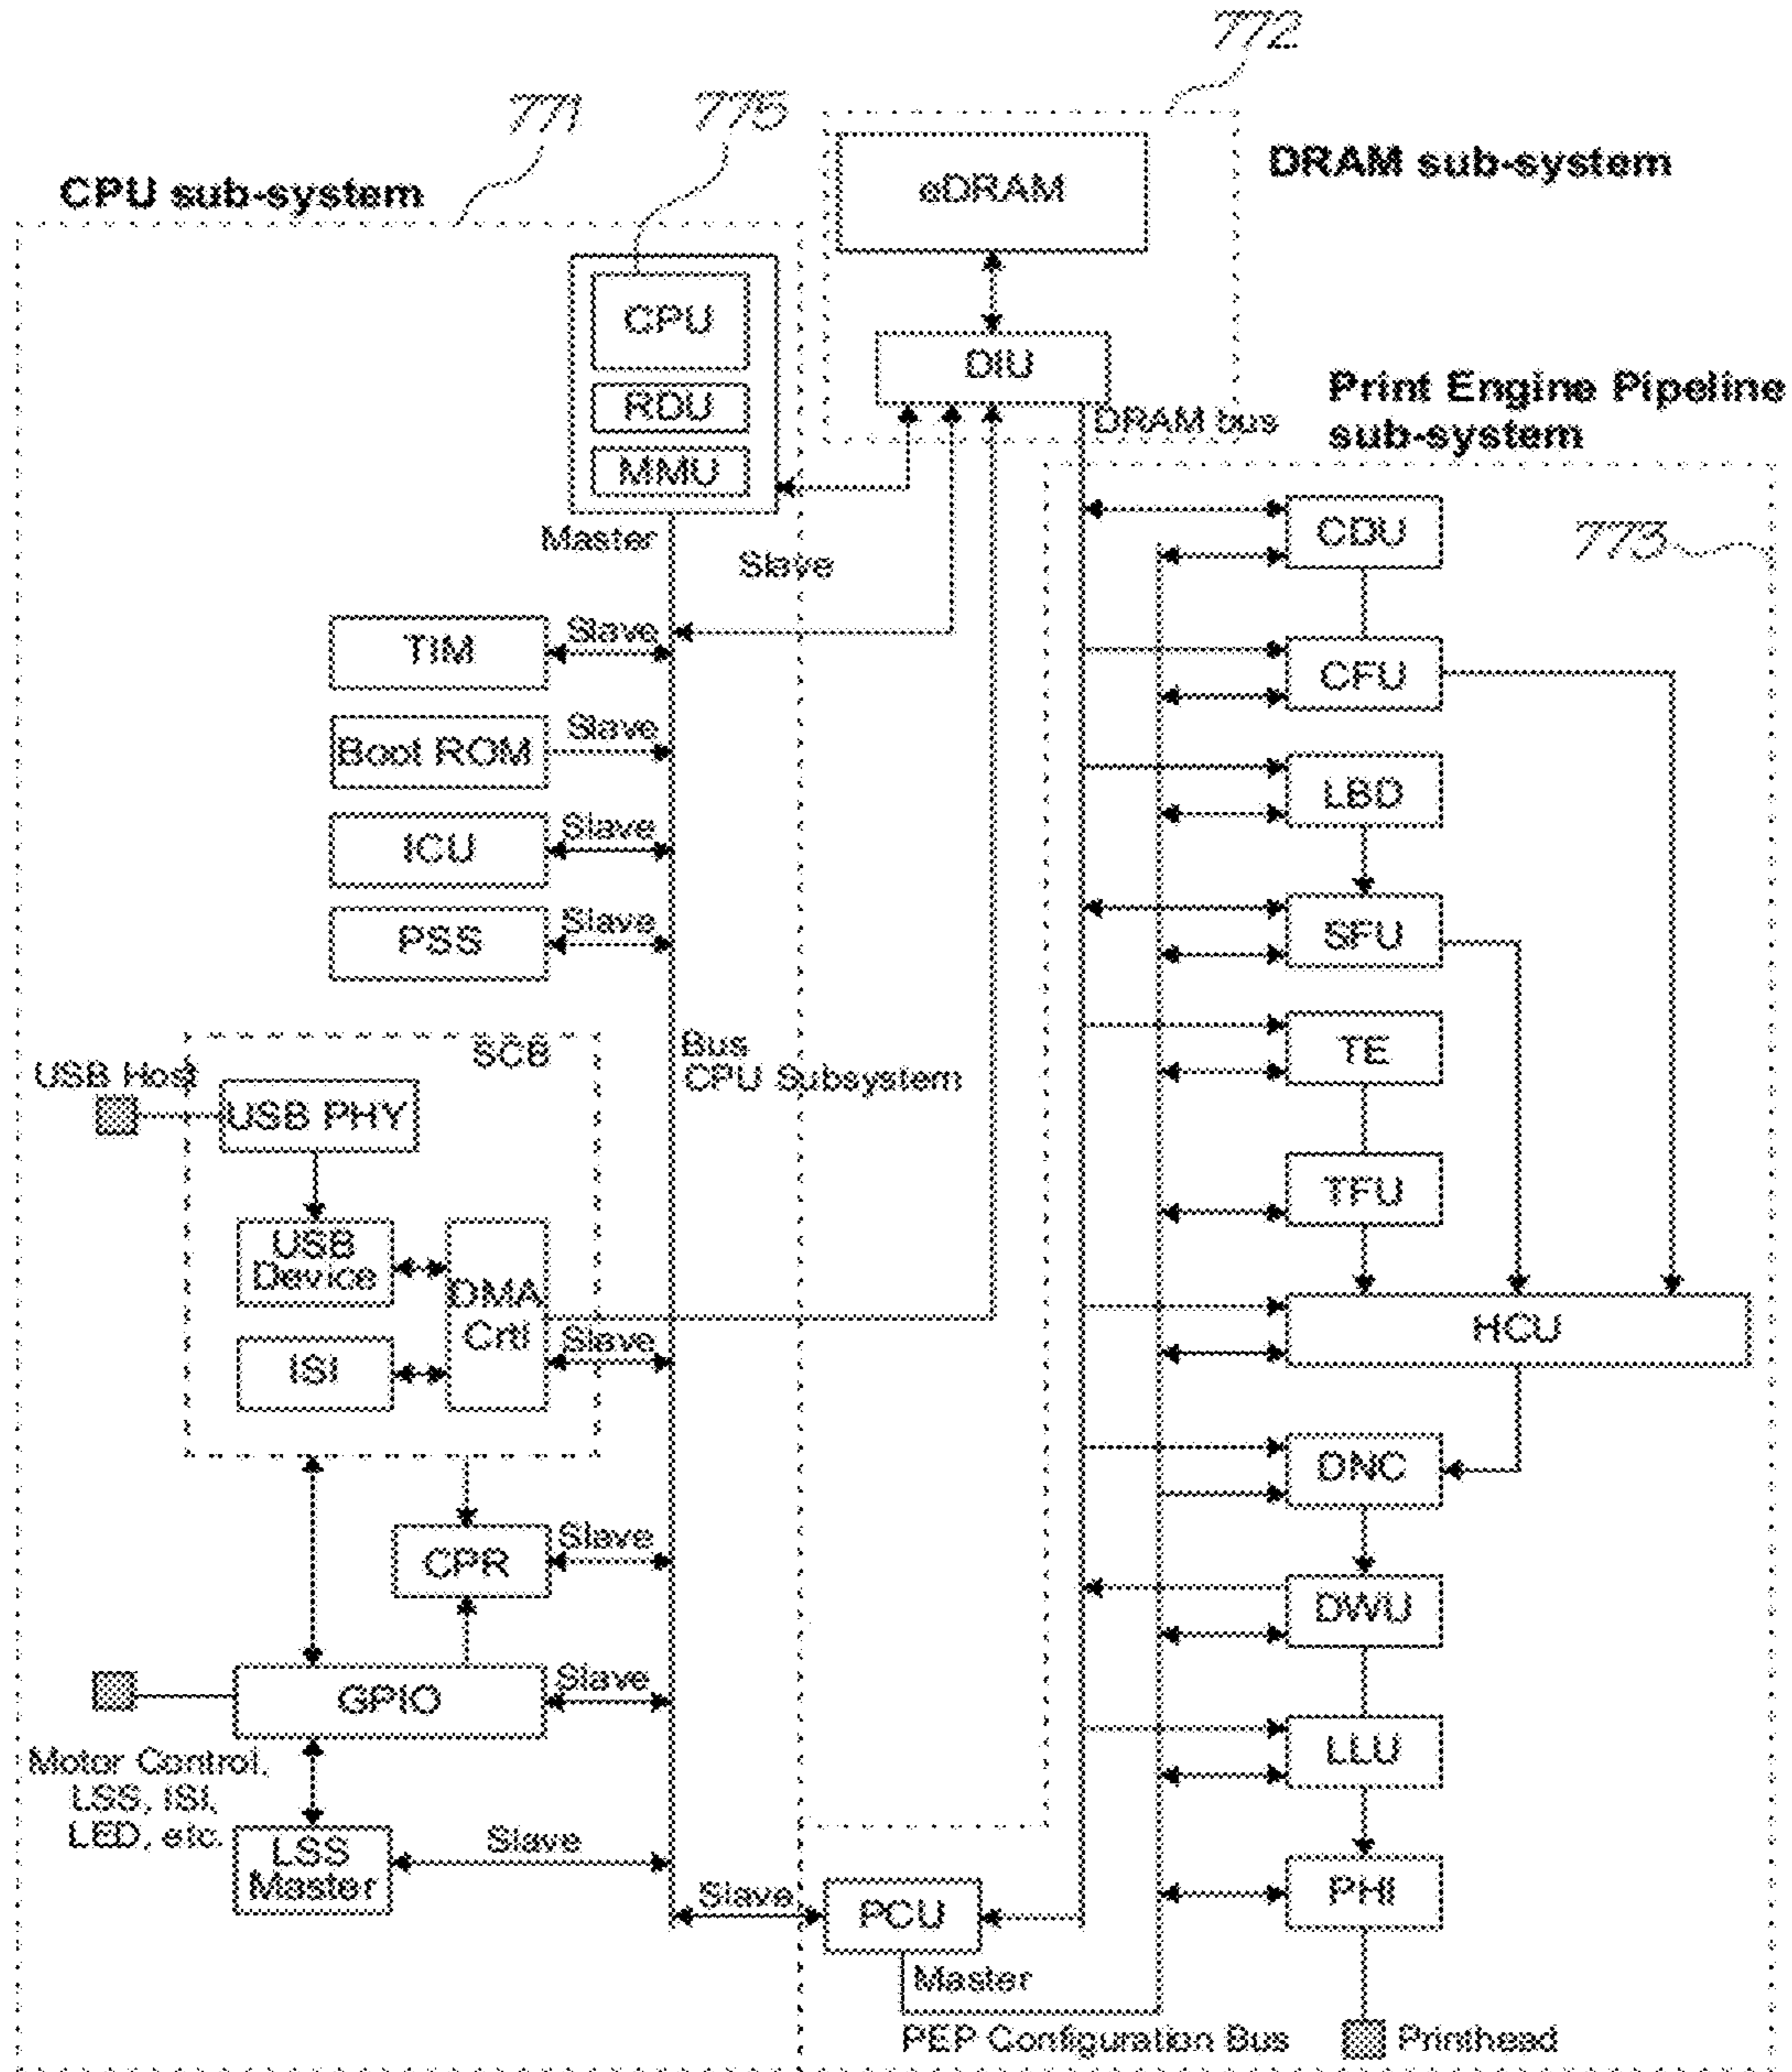 772
771
775
CPU sub-system
DRAM sub-system
eDRAM
CPU
DIU
RDU
MMU
DRAM bus
Print Engine Pipeline
sub-system
Master
Slave
CDU
773
TIM
Slave
CFU
Boot ROM
Slave
LBD
ICU
Slave
PSS
Slave
SFU
SCB
Bus
CPU Subsystem
TE
USB Host
USB PHY
TFU
USB
Device
DMA
Crtl
Slave
ISI
HCU
DNC
CPR
Slave
DWU
GPIO
Slave
Motor Control,
LSS, ISI,
LED, etc.
LLU
LSS
Master
Slave
Slave
PCU
PHI
Master
PEP Configuration Bus
Printhead